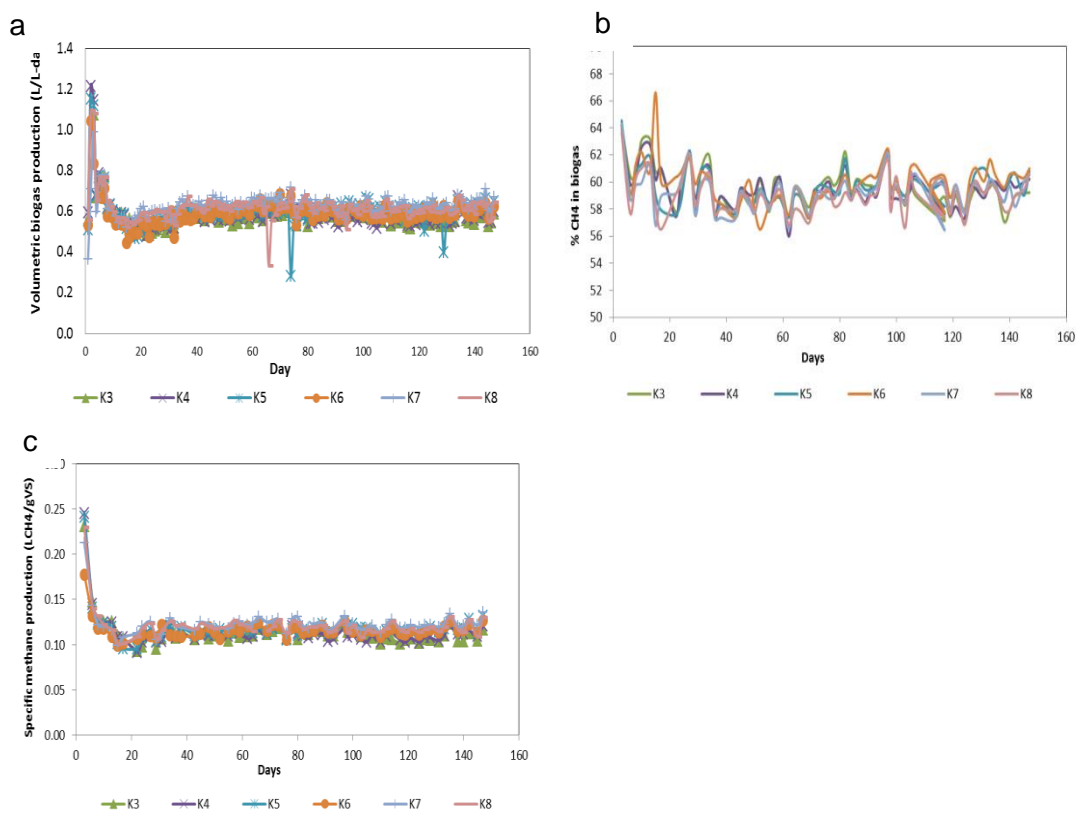 a
Volumetric biogas production (L/L-da
1.4
1.2
1.0
0.8
0.6
0.4
0.2
0.0
0 20 40 60 80 100 120 140 160
Day
K3 K4 K5 K6 K7 K8
b
% CH4 in biogas
68
66
64
62
60
58
56
54
52
50
0 20 40 60 80 100 120 140 160
Days
K3 K4 K5 K6 K7 K8
c
Specific methane production (LCH4/gVS)
0.25
0.20
0.15
0.10
0.05
0.00
0 20 40 60 80 100 120 140 160
Days
K3 K4 K5 K6 K7 K8